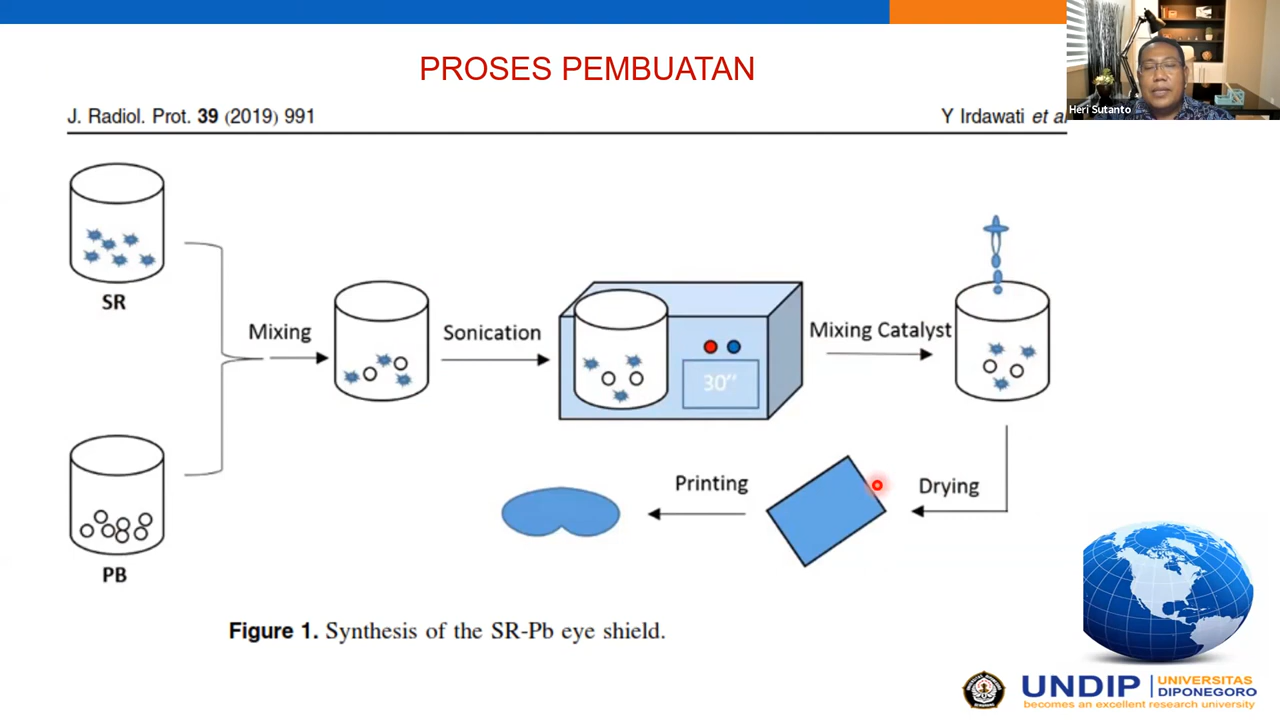 PROSES PEMBUATAN
J. Radiol. Prot. 39 (2019) 991
Y Irdawati et al
Heri Sutanto
SR
PB
Mixing
Sonication
30″
Mixing Catalyst
Drying
Printing
Figure 1. Synthesis of the SR-Pb eye shield.
UNDIP
UNIVERSITAS
DIPONEGORO
becomes an excellent research university